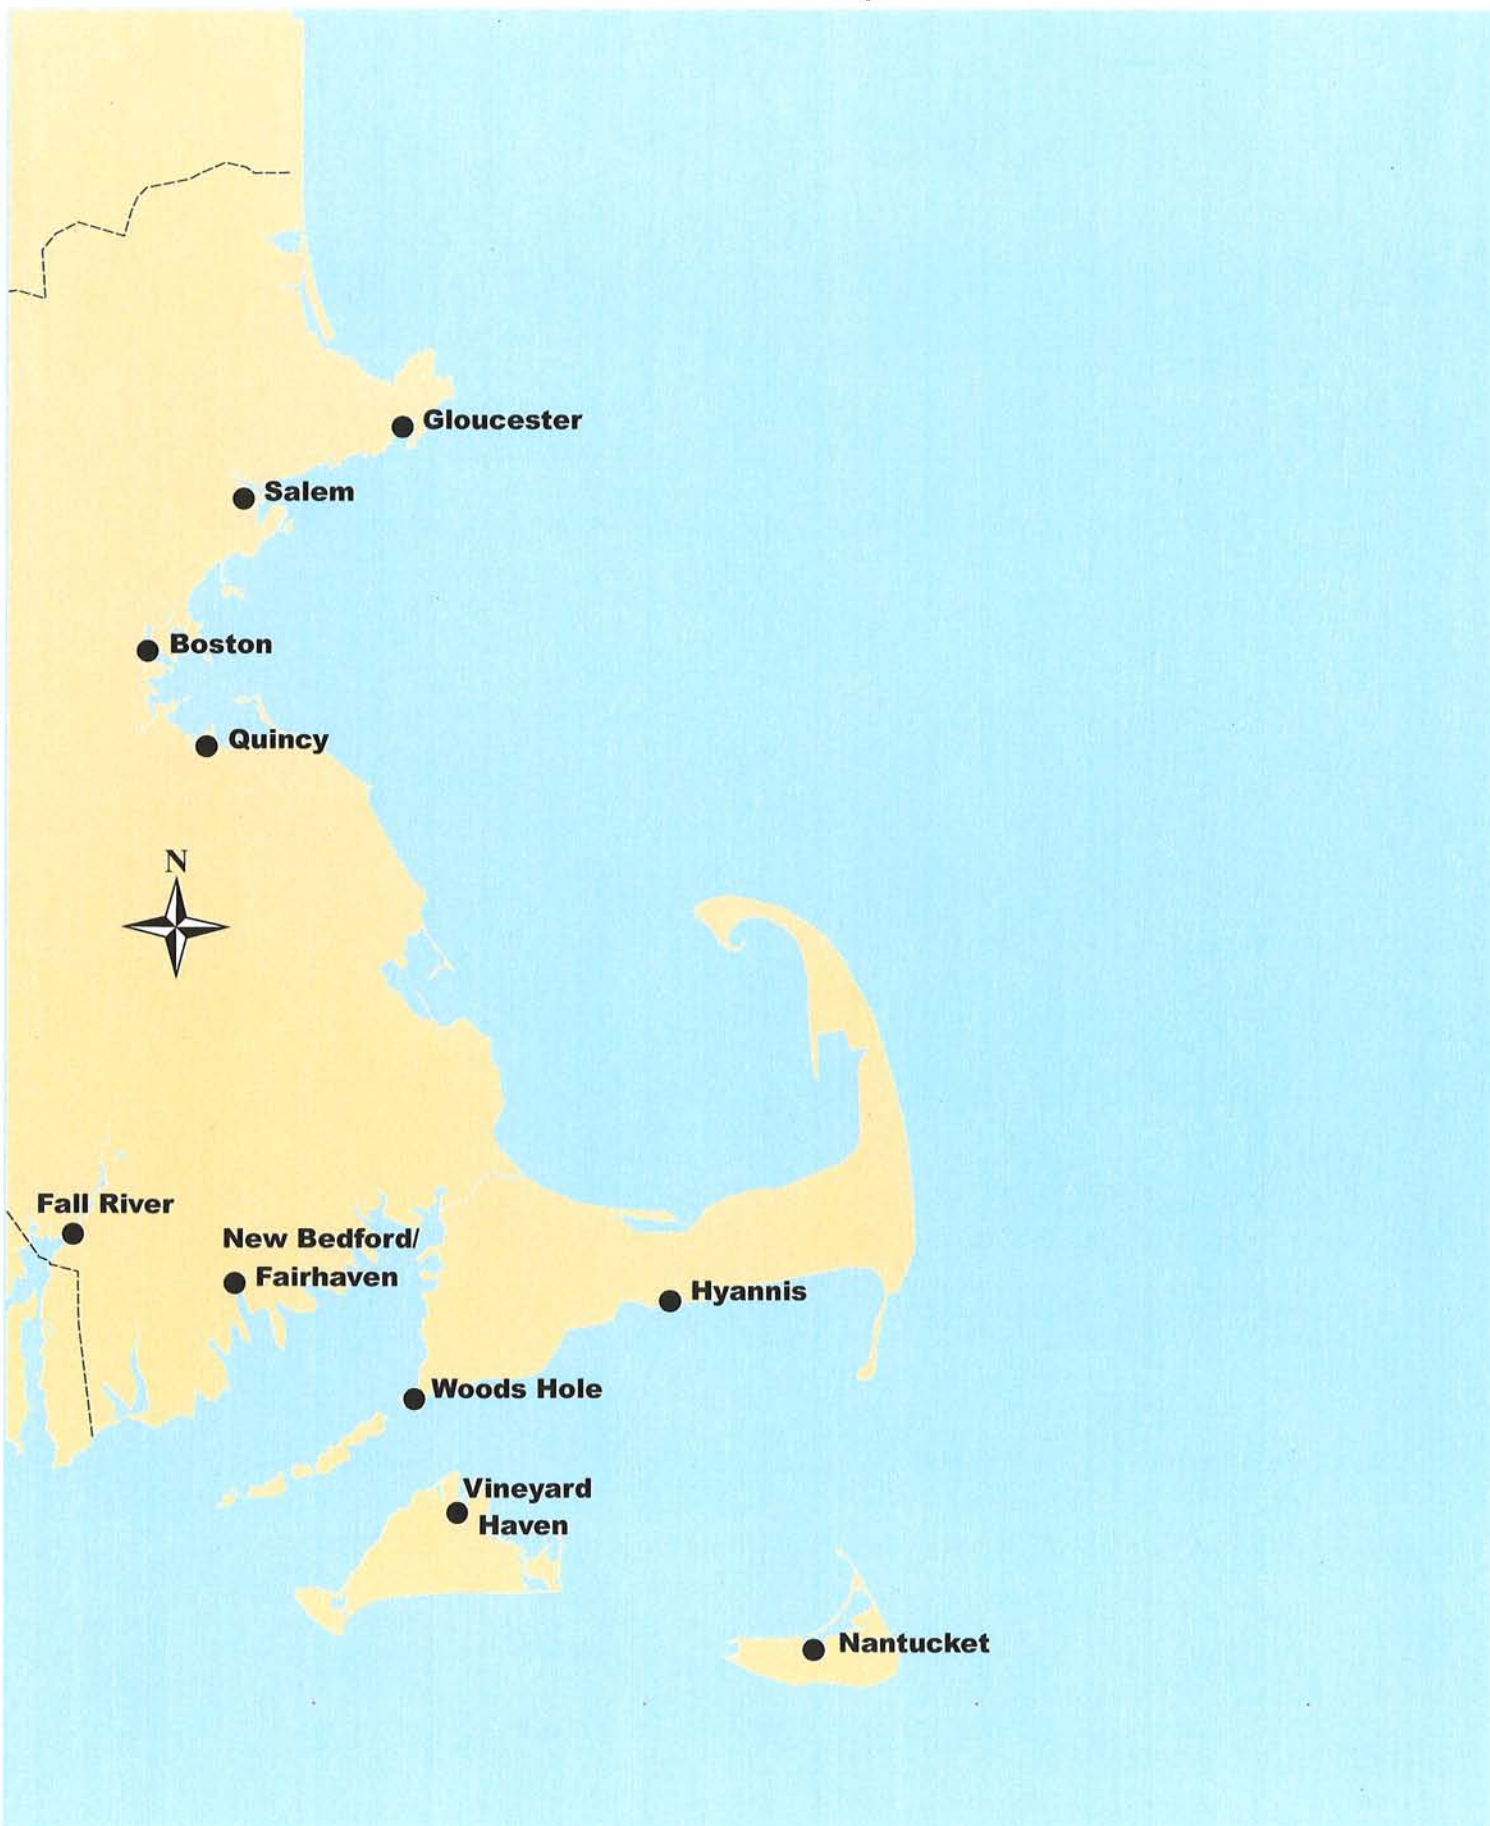 Gloucester
Salem
Boston
Quincy
N
Fall River
New Bedford/
Fairhaven
Hyannis
Woods Hole
Vineyard
Haven
Nantucket